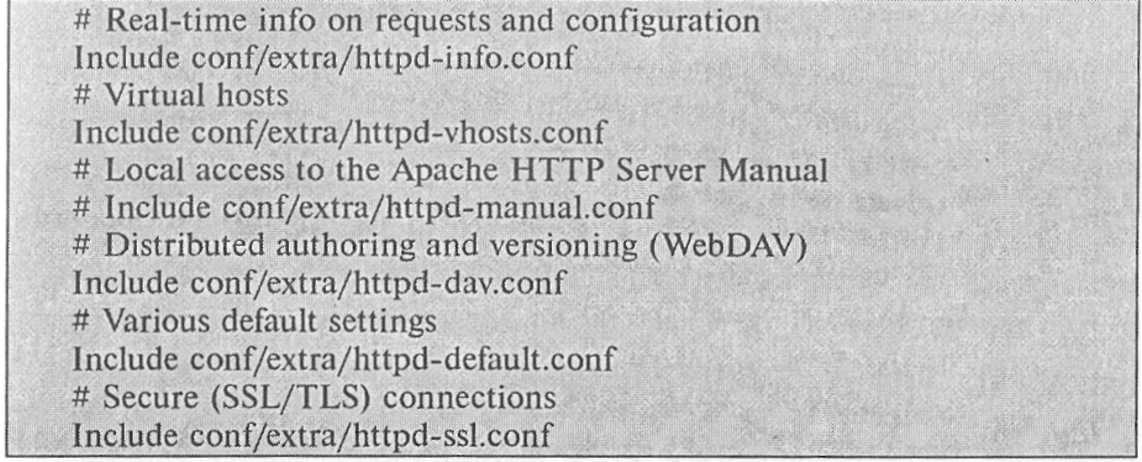 # Real-time info on requests and configuration
Include conf/extra/httpd-info.conf
# Virtual hosts
Include conf/extra/httpd-vhosts.conf
# Local access to the Apache HTTP Server Manual
# Include conf/extra/httpd-manual.conf
# Distributed authoring and versioning (WebDAV)
Include conf/extra/httpd-dav.conf
# Various default settings
Include conf/extra/httpd-default.conf
# Secure (SSL/TLS) connections
Include conf/extra/httpd-ssl.conf